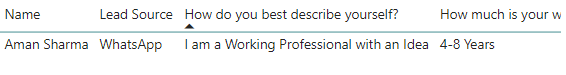 Name Lead Source How do you best describe yourself? How much is your w
Aman Sharma WhatsApp I am a Working Professional with an Idea 4-8 Years